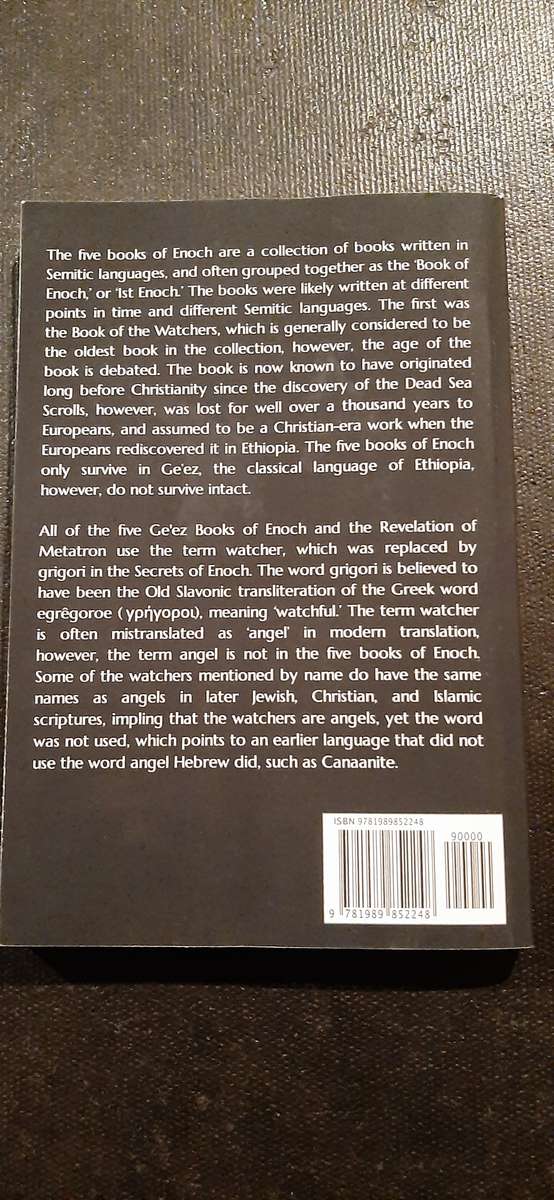 The five books of Enoch are a collection of books written in
Semitic languages, and often grouped together as the 'Book of
Enoch,' or '1st Enoch.' The books were likely written at different
points in time and different Semitic languages. The first was
the Book of the Watchers, which is generally considered to be
the oldest book in the collection, however, the age of the
book is debated. The book is now known to have originated
long before Christianity since the discovery of the Dead Sea
Scrolls, however, was lost for well over a thousand years to
Europeans, and assumed to be a Christian-era work when the
Europeans rediscovered it in Ethiopia. The five books of Enoch
only survive in Ge'ez, the classical language of Ethiopia,
however, do not survive intact.
All of the five Ge'ez Books of Enoch and the Revelation of
Metatron use the term watcher, which was replaced by
grigori in the Secrets of Enoch. The word grigori is believed to
have been the Old Slavonic transliteration of the Greek word
egrêgoroe (γρήγοροι), meaning 'watchful.' The term watcher
is often mistranslated as 'angel' in modern translation,
however, the term angel is not in the five books of Enoch.
Some of the watchers mentioned by name do have the same
names as angels in later Jewish, Christian, and Islamic
scriptures, impling that the watchers are angels, yet the word
was not used, which points to an earlier language that did not
use the word angel Hebrew did, such as Canaanite.
ISBN 9781989852248
90000
9 781989 852248